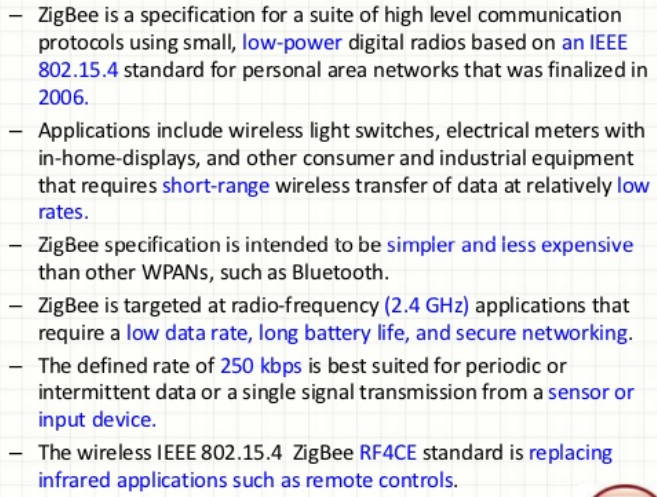 – ZigBee is a specification for a suite of high level communication
protocols using small, low-power digital radios based on an IEEE
802.15.4 standard for personal area networks that was finalized in
2006.
– Applications include wireless light switches, electrical meters with
in-home-displays, and other consumer and industrial equipment
that requires short-range wireless transfer of data at relatively low
rates.
– ZigBee specification is intended to be simpler and less expensive
than other WPANs, such as Bluetooth.
– ZigBee is targeted at radio-frequency (2.4 GHz) applications that
require a low data rate, long battery life, and secure networking.
– The defined rate of 250 kbps is best suited for periodic or
intermittent data or a single signal transmission from a sensor or
input device.
– The wireless IEEE 802.15.4 ZigBee RF4CE standard is replacing
infrared applications such as remote controls.